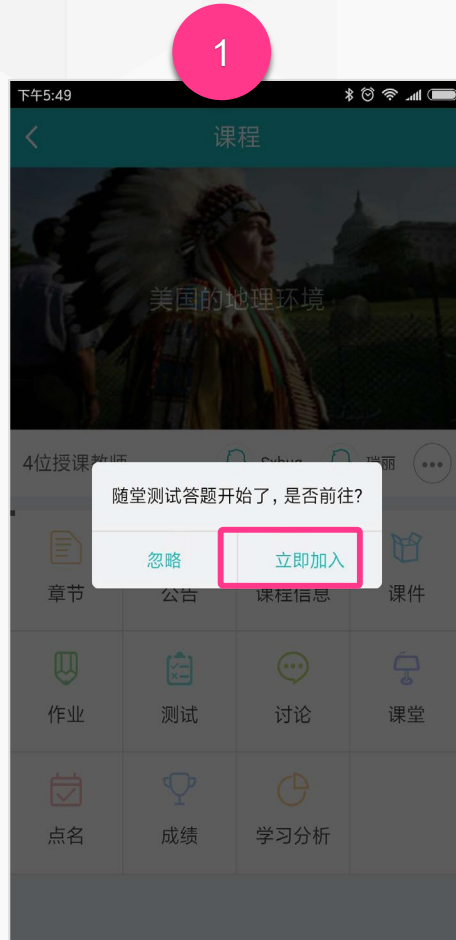 1
下午5:49
课程
美国的地理环境
4位授课教师
瑞丽
随堂测试答题开始了，是否前往?
忽略
立即加入
章节
公告
课程信息
课件
作业
测试
讨论
课堂
点名
成绩
学习分析